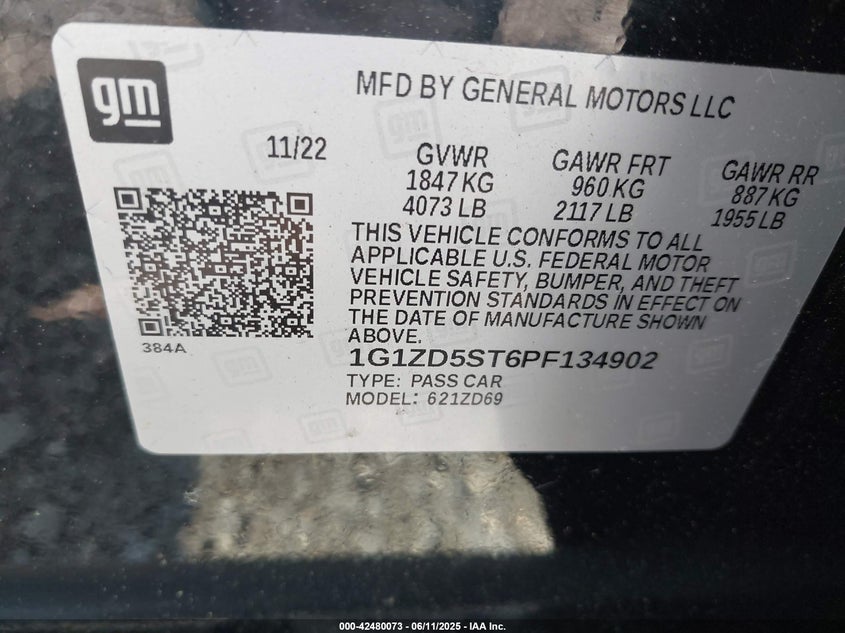 gm
MFD BY GENERAL MOTORS LLC
11/22
GVWR
1847 KG
4073 LB
GAWR FRT
960 KG
2117 LB
GAWR RR
887 KG
1955 LB
THIS VEHICLE CONFORMS TO ALL
APPLICABLE U.S. FEDERAL MOTOR
VEHICLE SAFETY, BUMPER, AND THEFT
PREVENTION STANDARDS IN EFFECT ON
THE DATE OF MANUFACTURE SHOWN
ABOVE.
384A
1G1ZD5ST6PF134902
TYPE: PASS CAR
MODEL: 621ZD69
000-42480073 - 06/11/2025 - IAA Inc.